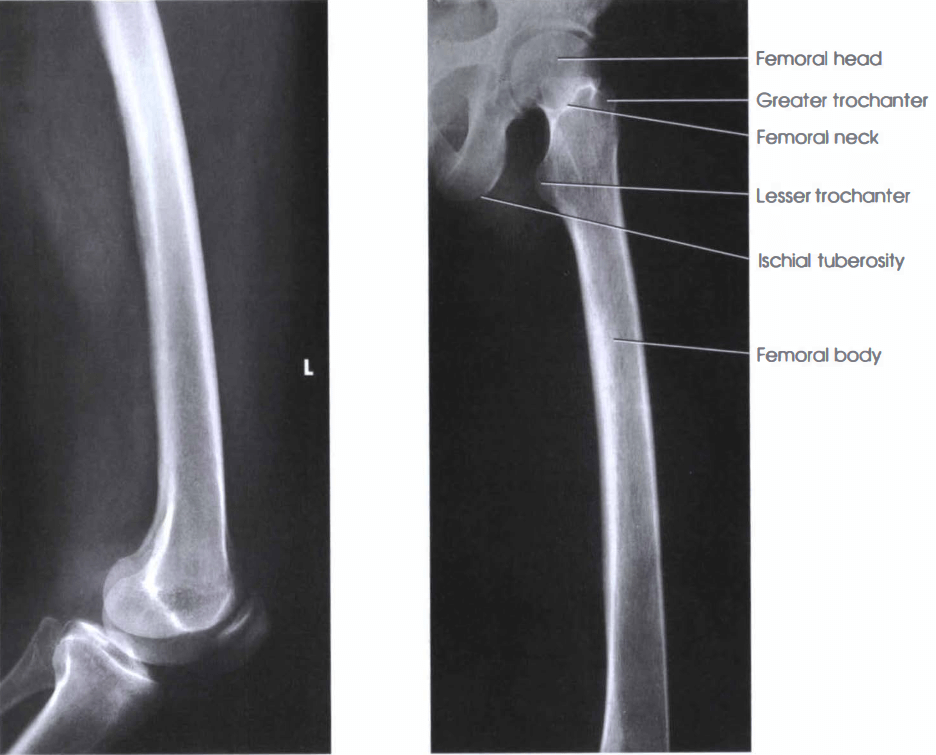 L
Femoral head
Greater trochanter
Femoral neck
Lesser trochanter
Ischial tuberosity
Femoral body